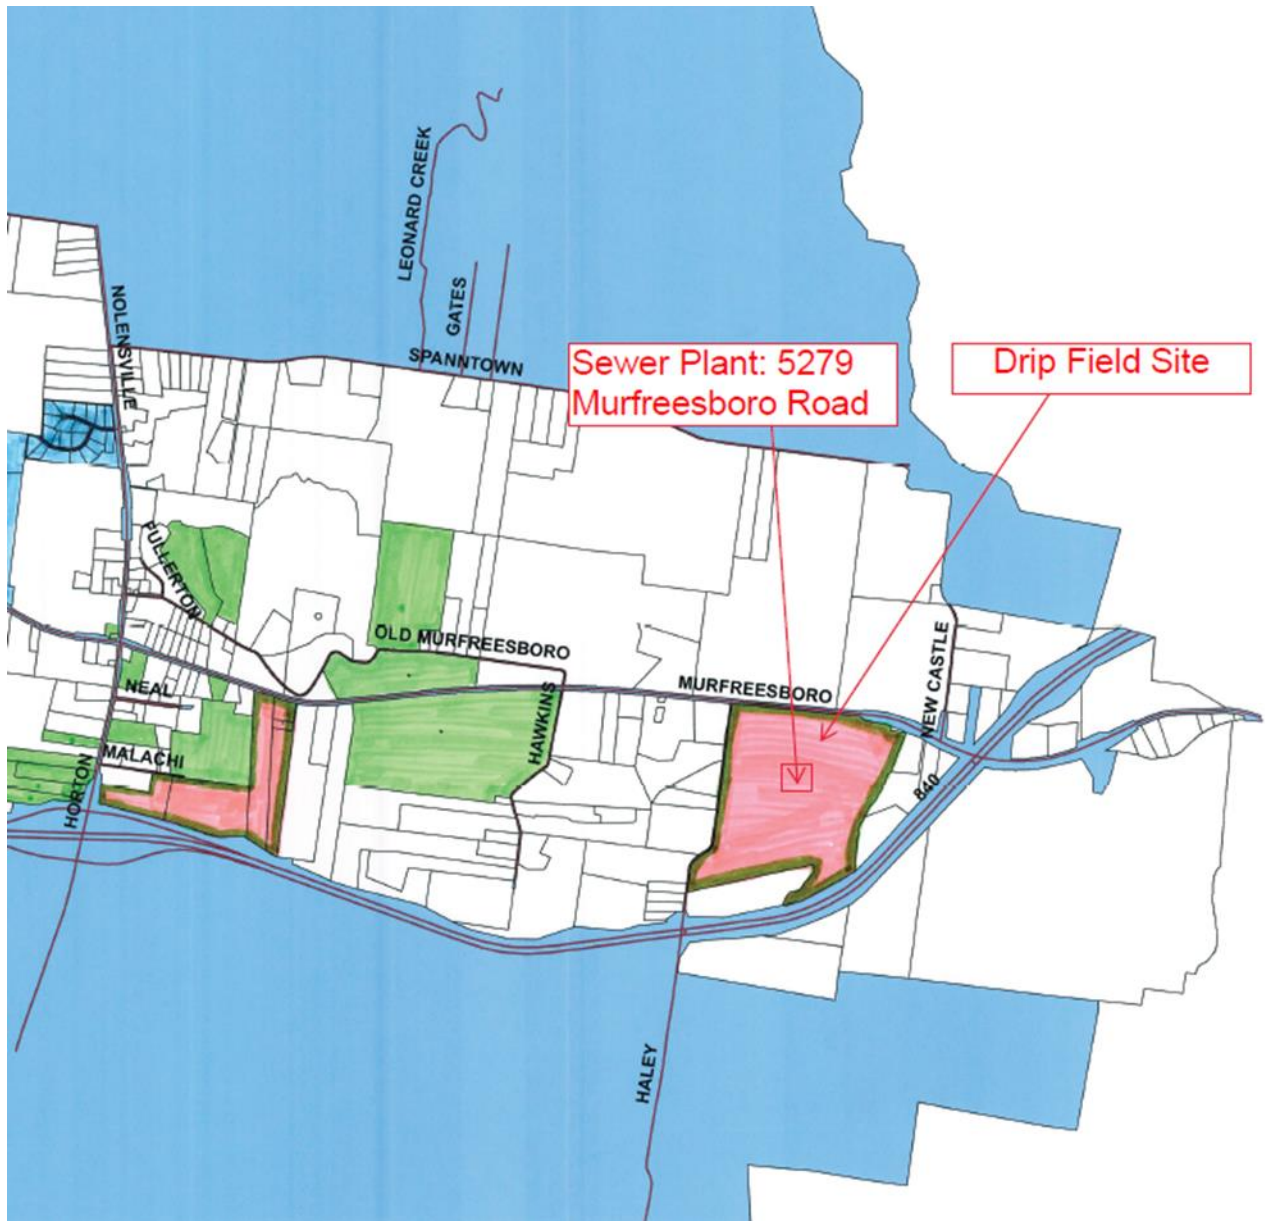 LEONARD CREEK
GATES
NOLENSVILLE
SPANNTOWN
Sewer Plant: 5279
Murfreesboro Road
Drip Field Site
FULLERTON
OLD MURFREESBORO
NEAL
MURFREESBORO
NEW CASTLE
HAWKINS
MALACHI
HORTON
840
HALEY